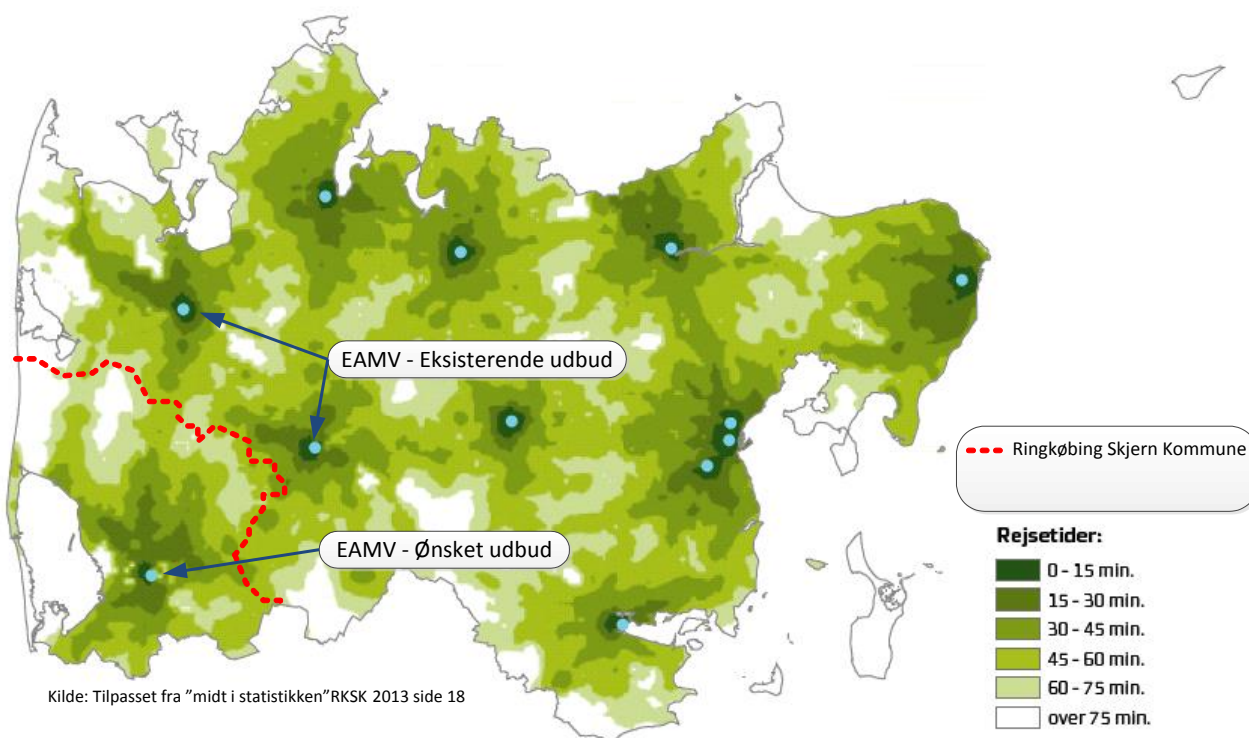 EAMV - Eksisterende udbud
Ringkøbing Skjern Kommune
EAMV - Ønsket udbud
Rejsetider:
0 - 15 min.
15 - 30 min.
30 - 45 min.
45 - 60 min.
60 - 75 min.
over 75 min.
Kilde: Tilpasset fra ”midt i statistikken”RKSK 2013 side 18